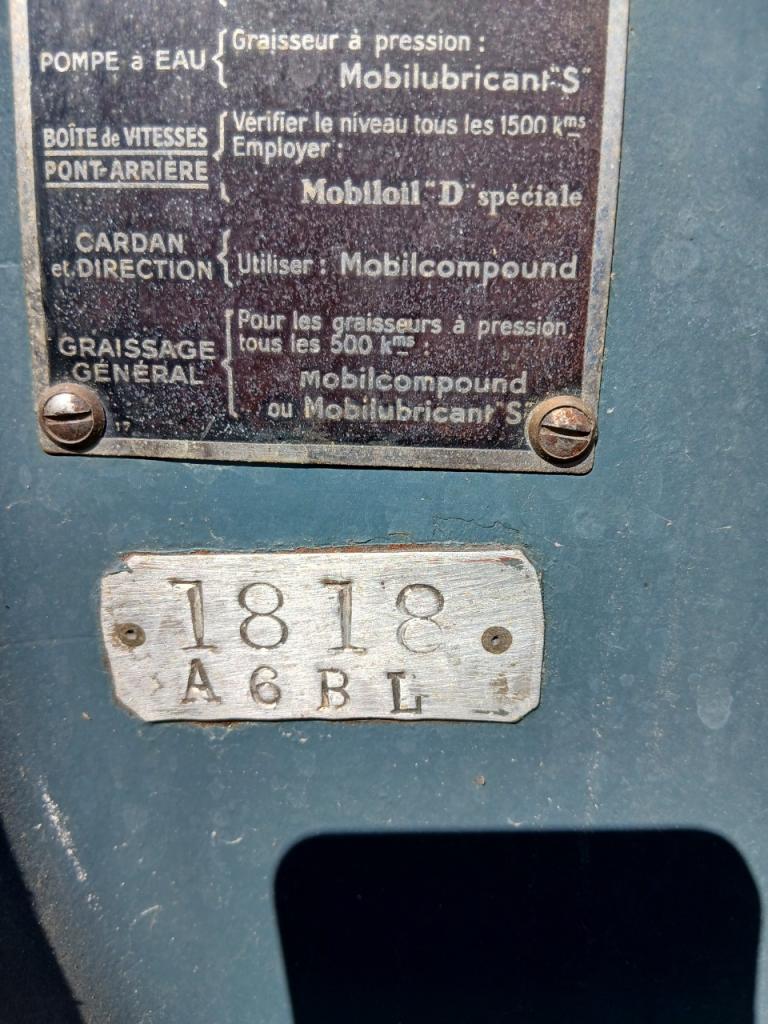 POMPE à EAU { Graisseur à pression :
Mobilubricant "S"
BOÎTE de VITESSES { Vérifier le niveau tous les 1500 kms
PONT-ARRIÈRE Employer :
Mobiloil "D" spéciale
CARDAN
et DIRECTION { Utiliser : Mobilcompound
Pour les graisseurs à pression,
GRAISSAGE { tous les 500 kms :
GÉNÉRAL Mobilcompound
ou Mobilubricant "S"
17
1818
A6BL